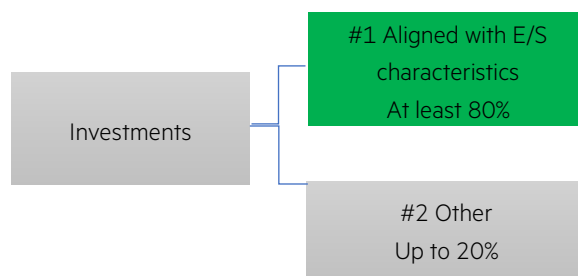 Investments
#1 Aligned with E/S
characteristics
At least 80%
#2 Other
Up to 20%